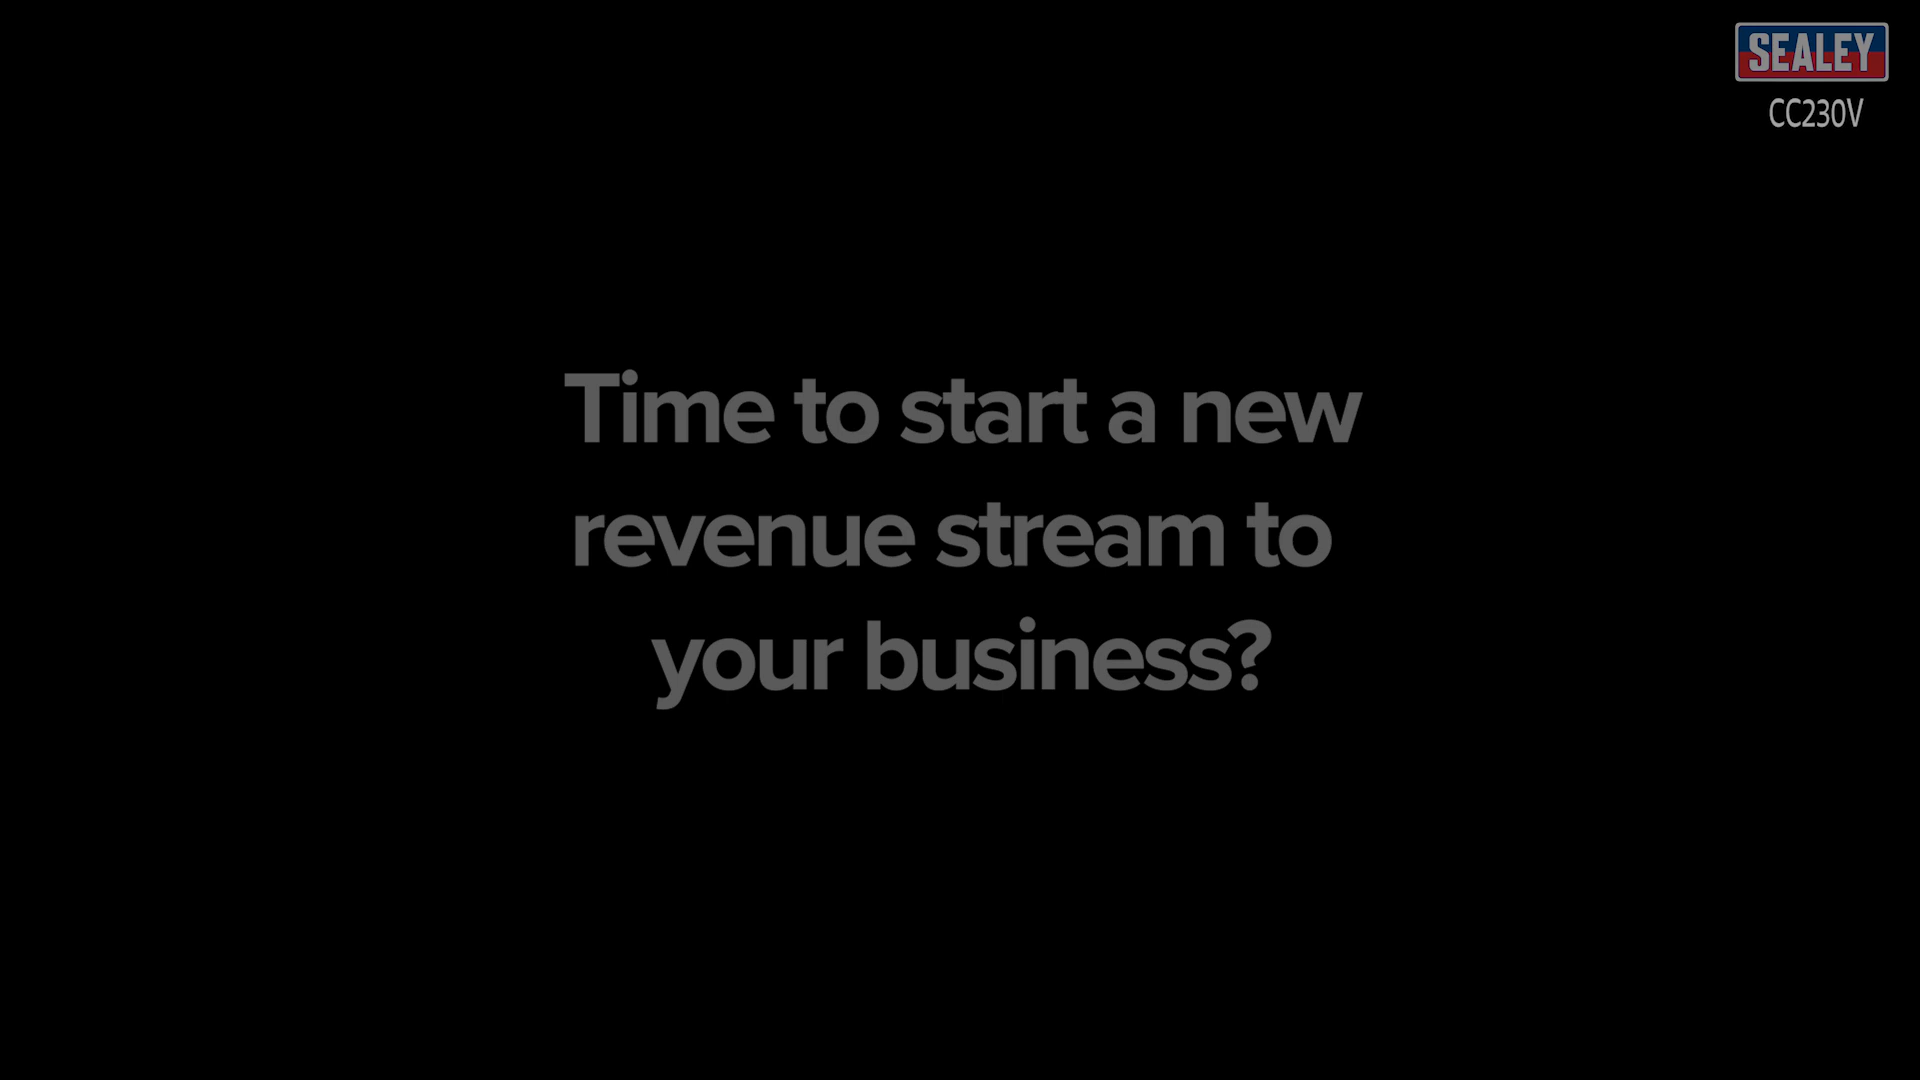 SEALEY
CC230V
Time to start a new
revenue stream to
your business?